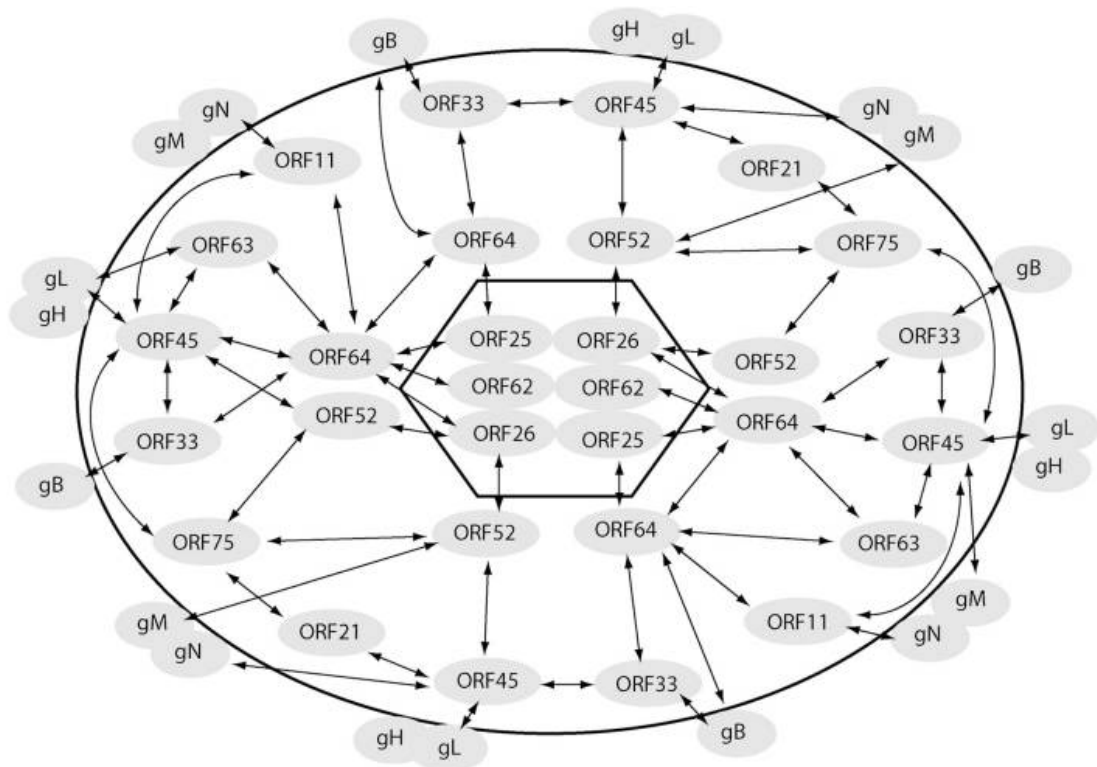 gH
gL
gB
ORF33
ORF45
gN
gM
gN
gM
ORF11
ORF21
ORF63
ORF64
ORF52
ORF75
gL
gH
gB
ORF45
ORF64
ORF25
ORF26
ORF52
ORF33
ORF62
ORF62
ORF33
ORF52
ORF26
ORF25
ORF64
ORF45
gL
gH
gB
ORF75
ORF52
ORF64
ORF63
gM
gN
ORF21
ORF11
gM
gN
ORF45
ORF33
gH
gL
gB